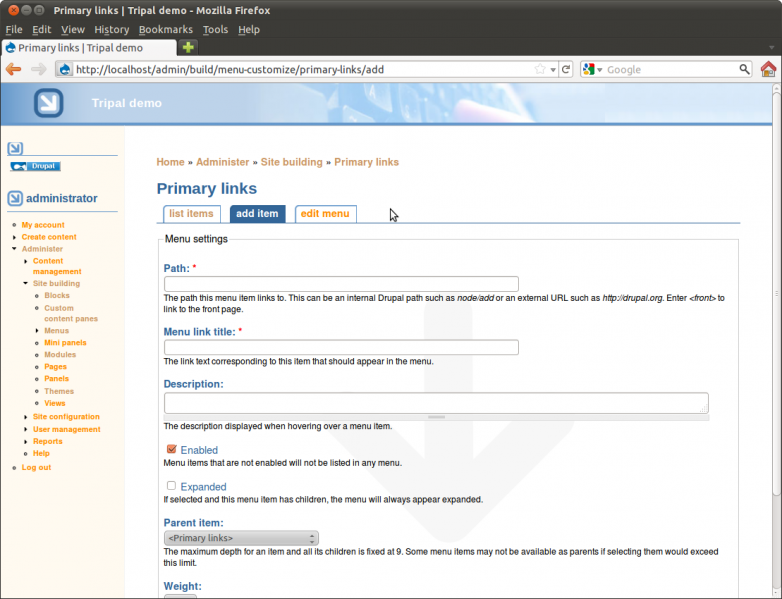 Primary links | Tripal demo - Mozilla Firefox
File Edit View History Bookmarks Tools Help
Primary links | Tripal demo
http://localhost/admin/build/menu-customize/primary-links/add
Google
Tripal demo
Drupal
administrator
My account
Create content
Administer
Content
management
Site building
Blocks
Custom
content panes
Menus
Mini panels
Modules
Pages
Panels
Themes
Views
Site configuration
User management
Reports
Help
Log out
Home » Administer » Site building » Primary links
Primary links
list items add item edit menu
Menu settings
Path: *
The path this menu item links to. This can be an internal Drupal path such as node/add or an external URL such as http://drupal.org. Enter <front> to
link to the front page.
Menu link title: *
The link text corresponding to this item that should appear in the menu.
Description:
The description displayed when hovering over a menu item.
Enabled
Menu items that are not enabled will not be listed in any menu.
Expanded
If selected and this menu item has children, the menu will always appear expanded.
Parent item:
<Primary links>
The maximum depth for an item and all its children is fixed at 9. Some menu items may not be available as parents if selecting them would exceed
this limit.
Weight: